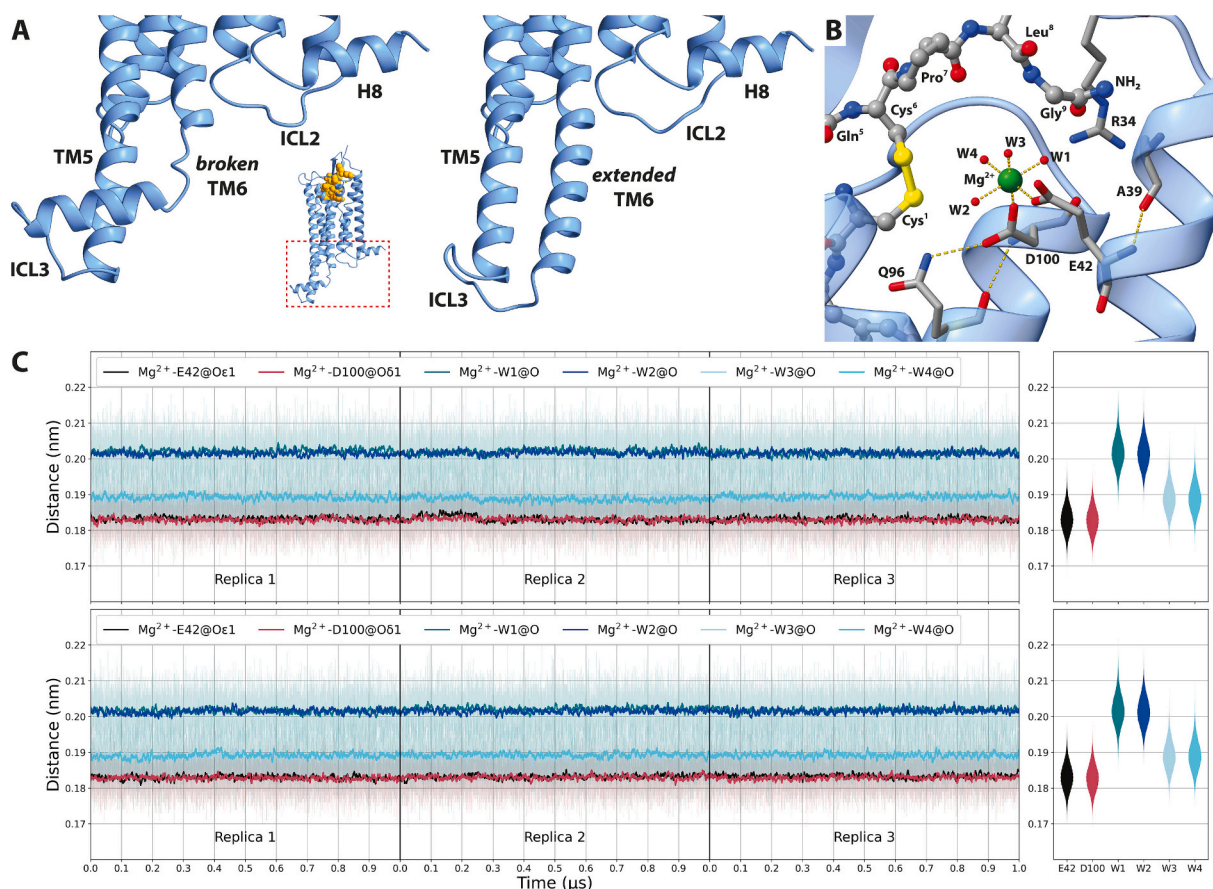 A
TM5
broken
TM6
ICL2
H8
ICL3
TM5
extended
TM6
ICL2
H8
ICL3
B
Leu⁸
Pro⁷
NH₂
Cys⁶
Gly⁹
R34
Gln⁵
W3
W4
W1
Mg²⁺
A39
W2
Cys¹
D100
E42
Q96
C
Mg²⁺-E42@Oε1 Mg²⁺-D100@Oδ1 Mg²⁺-W1@O Mg²⁺-W2@O Mg²⁺-W3@O Mg²⁺-W4@O
Distance (nm)
0.22
0.21
0.20
0.19
0.18
0.17
Replica 1 Replica 2 Replica 3
0.22
0.21
0.20
0.19
0.18
0.17
Mg²⁺-E42@Oε1 Mg²⁺-D100@Oδ1 Mg²⁺-W1@O Mg²⁺-W2@O Mg²⁺-W3@O Mg²⁺-W4@O
Distance (nm)
0.21
0.20
0.19
0.18
0.17
Replica 1 Replica 2 Replica 3
0.0 0.1 0.2 0.3 0.4 0.5 0.6 0.7 0.8 0.9 0.0 0.1 0.2 0.3 0.4 0.5 0.6 0.7 0.8 0.9 0.0 0.1 0.2 0.3 0.4 0.5 0.6 0.7 0.8 0.9 1.0
Time (μs)
0.22
0.21
0.20
0.19
0.18
0.17
E42 D100 W1 W2 W3 W4